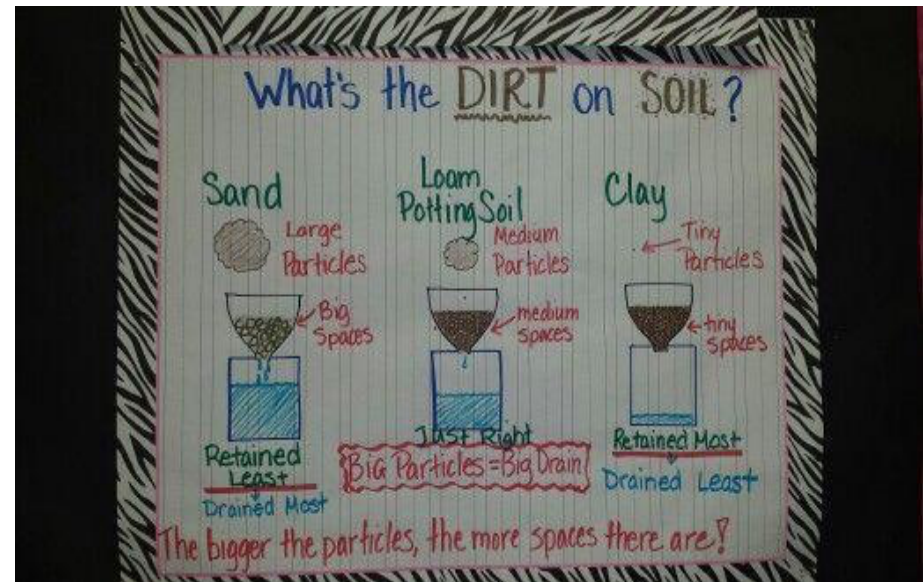 What's the DIRT on SOIL?
Sand
Large
Particles
Big
Spaces
Retained
Least
Drained Most
Loam
Potting Soil
Medium
Particles
medium
spaces
Just Right
Big Particles=Big Drain
Clay
Tiny
Particles
tiny
spaces
Retained Most
Drained Least
The bigger the particles, the more spaces there are!